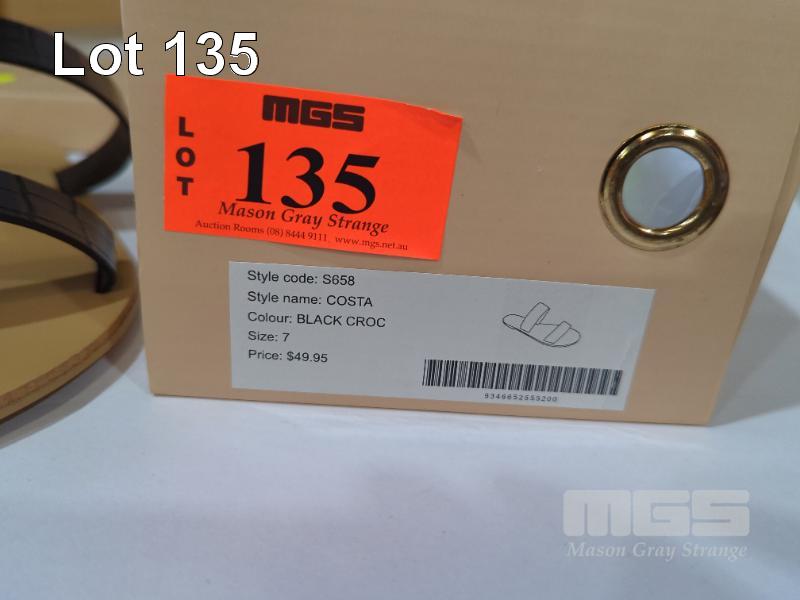 Lot 135
MGS
LOT
135
Mason Gray Strange
Auction Rooms (08) 8444 9111, www.mgs.net.au
Style code: S658
Style name: COSTA
Colour: BLACK CROC
Size: 7
Price: $49.95
9346652555200
MGS
Mason Gray Strange